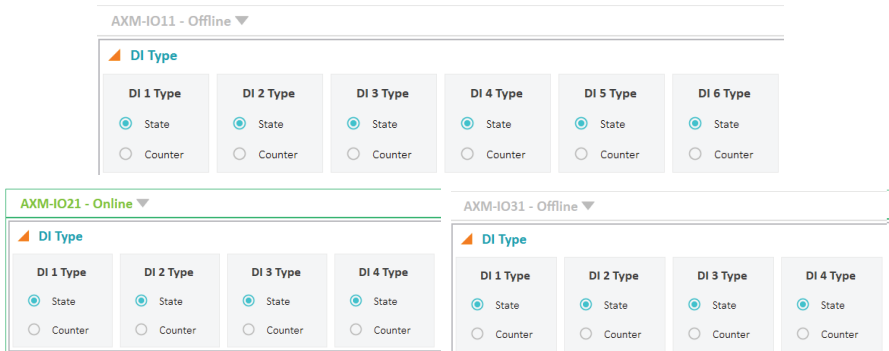 AXM-IO11 - Offline
DI Type
DI 1 Type DI 2 Type DI 3 Type DI 4 Type DI 5 Type DI 6 Type
State State State State State State
Counter Counter Counter Counter Counter Counter
AXM-IO21 - Online
DI Type
DI 1 Type DI 2 Type DI 3 Type DI 4 Type
State State State State
Counter Counter Counter Counter
AXM-IO31 - Offline
DI Type
DI 1 Type DI 2 Type DI 3 Type DI 4 Type
State State State State
Counter Counter Counter Counter